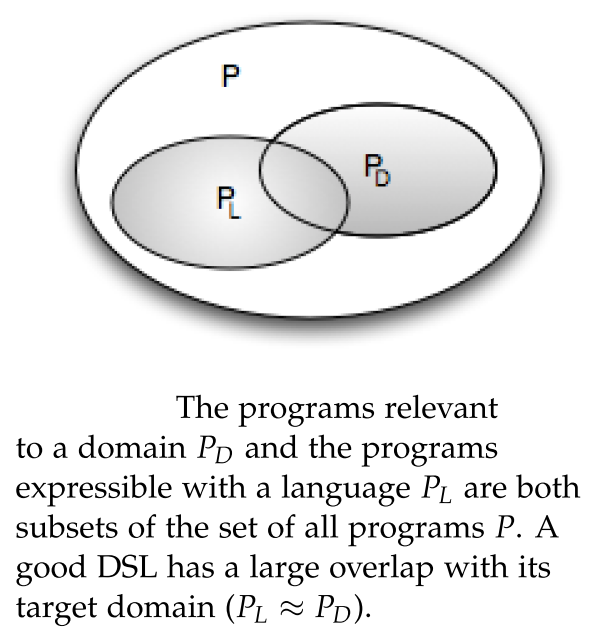 P
P_D
P_L
The programs relevant
to a domain P_D and the programs
expressible with a language P_L are both
subsets of the set of all programs P. A
good DSL has a large overlap with its
target domain (P_L ≈ P_D).